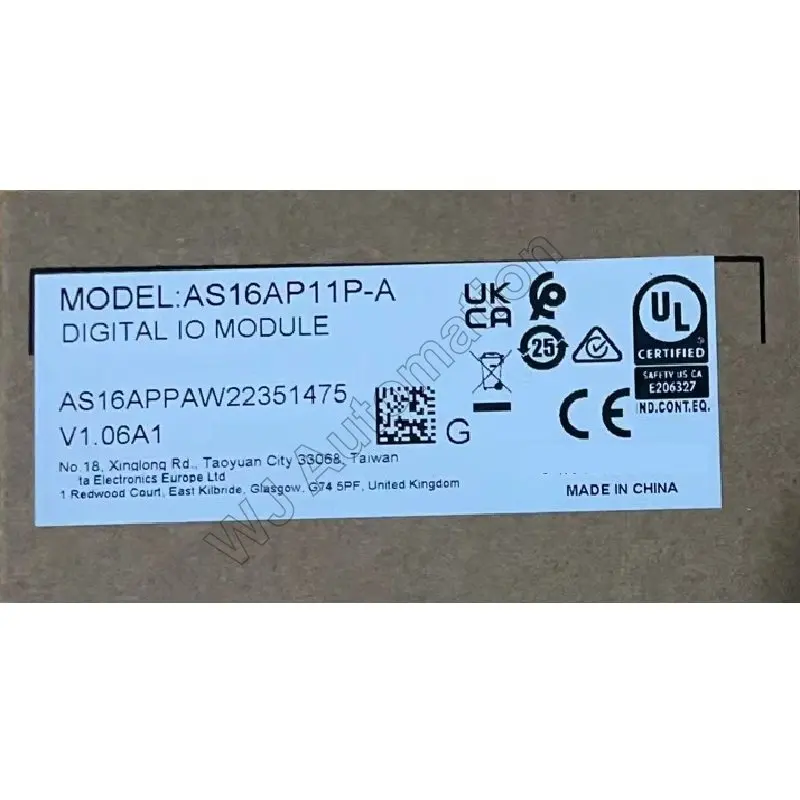 MODEL:AS16AP11P-A
DIGITAL IO MODULE
AS16APPAW22351475
V1.06A1
G
No.18, Xinglong Rd., Taoyuan City 33068, Taiwan
ta Electronics Europe Ltd
1 Redwood Court, East Kilbride, Glasgow, G74 5PF, United Kingdom
UK
CA
25
UL
CERTIFIED
SAFETY US CA
E206327
IND.CONT.EQ.
CE
MADE IN CHINA
WJ Automation